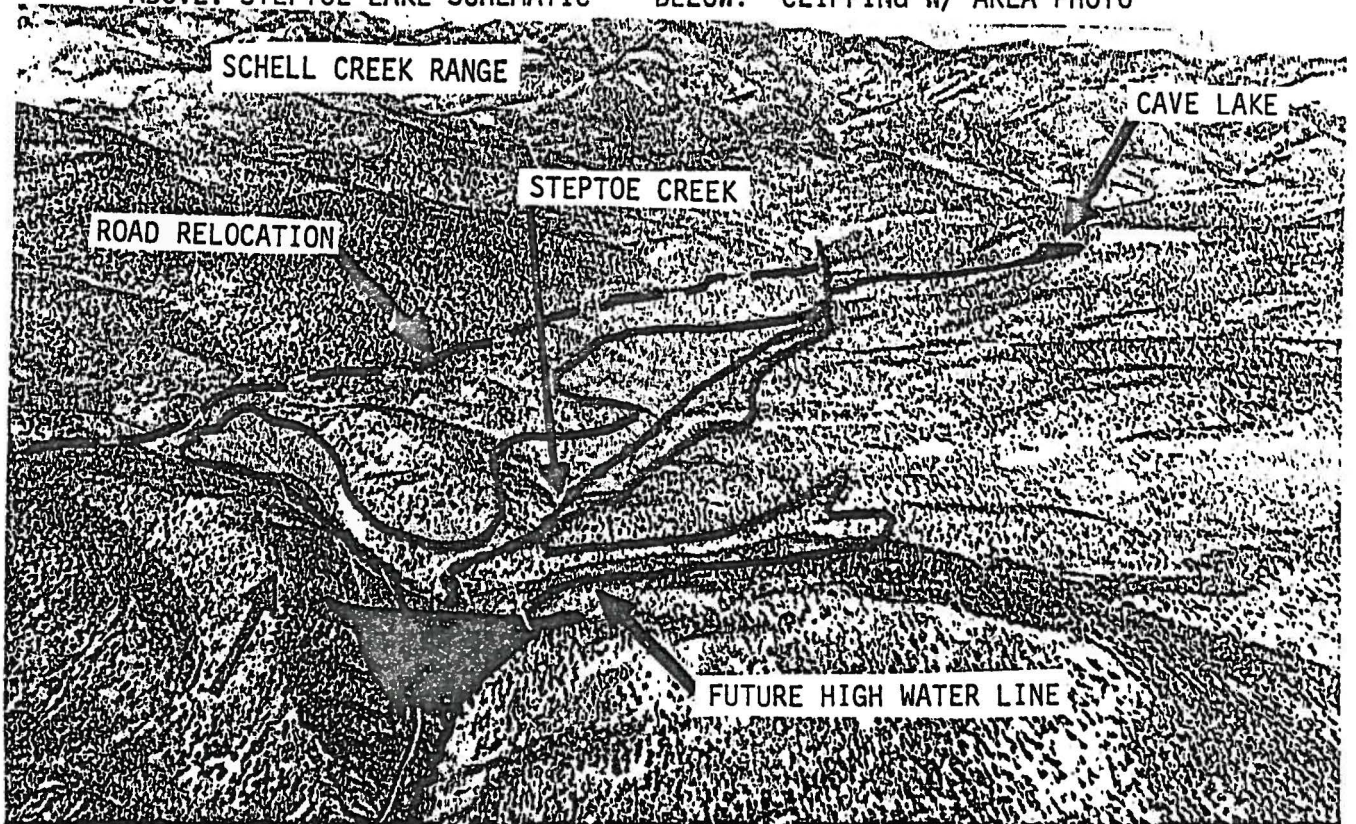 ABOVE: STEPTOE LAKE SCHEMATIC BELOW: CLIPPING W/ AREA PHOTO
SCHELL CREEK RANGE
CAVE LAKE
STEPTOE CREEK
ROAD RELOCATION
FUTURE HIGH WATER LINE